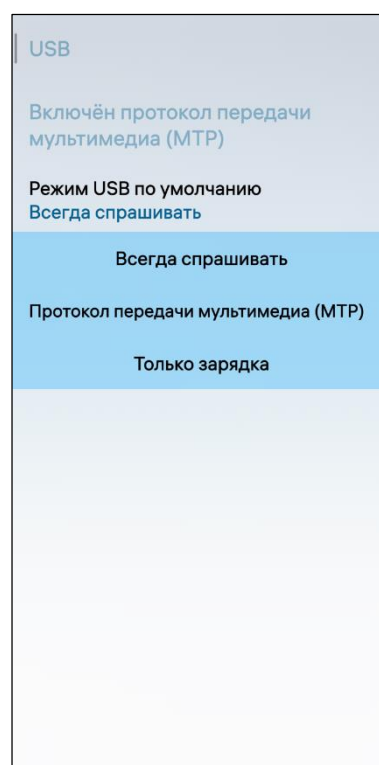 USB
Включён протокол передачи
мультимедиа (MTP)
Режим USB по умолчанию
Всегда спрашивать
Всегда спрашивать
Протокол передачи мультимедиа (MTP)
Только зарядка